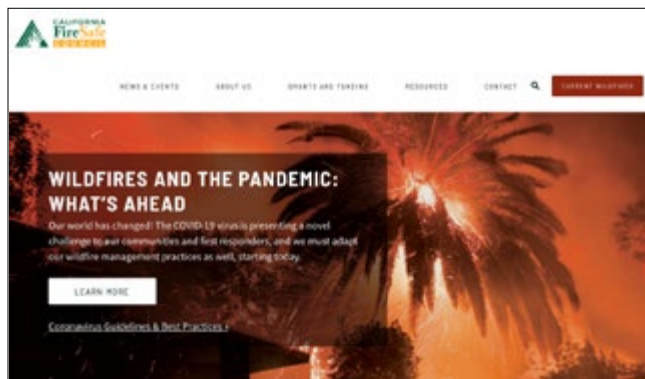 CALIFORNIA
FireSafe
COUNCIL
NEWS & EVENTS ABOUT US GRANTS AND FUNDING RESOURCES CONTACT CURRENT WILDFIRES
WILDFIRES AND THE PANDEMIC:
WHAT'S AHEAD
Our world has changed! The COVID-19 virus is presenting a novel
challenge to our communities and first responders, and we must adapt
our wildfire management practices as well, starting today.
LEARN MORE
Coronavirus Guidelines & Best Practices »